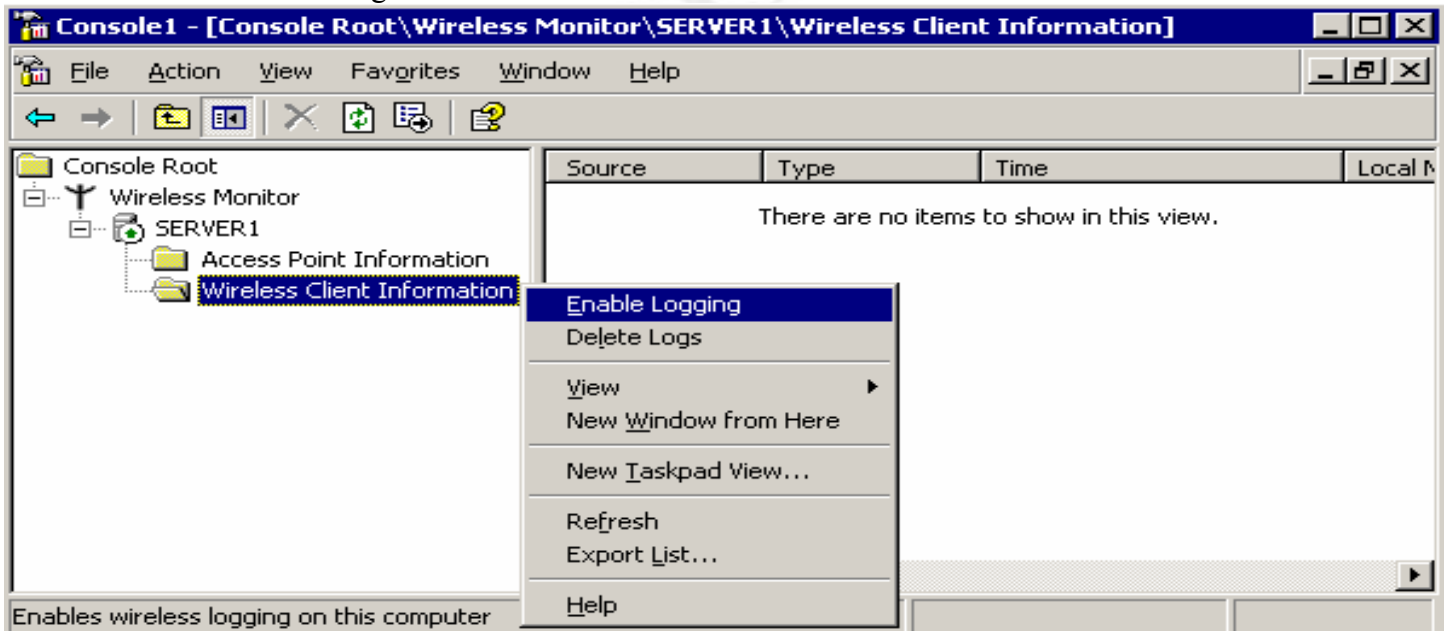 Console1 - [Console Root\Wireless Monitor\SERVER1\Wireless Client Information]
File Action View Favorites Window Help
Console Root
Wireless Monitor
SERVER1
Access Point Information
Wireless Client Information
Source Type Time Local
There are no items to show in this view.
Enable Logging
Delete Logs
View
New Window from Here
New Taskpad View...
Refresh
Export List...
Help
Enables wireless logging on this computer